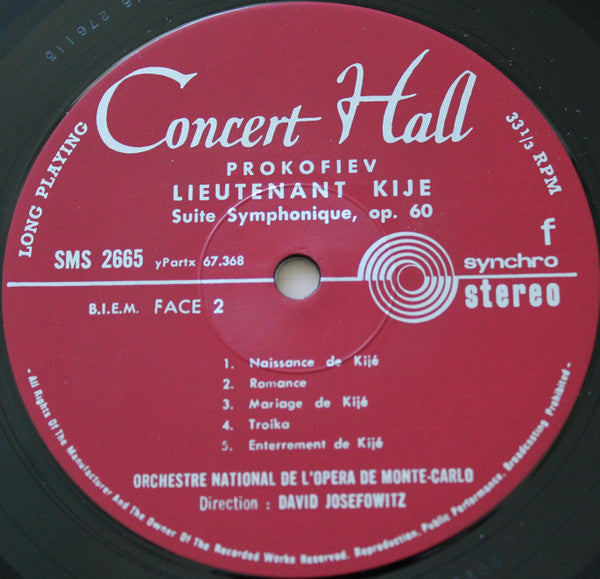 Concert Hall
LONG PLAYING
33 1/3 RPM
PROKOFIEV
LIEUTENANT KIJE
Suite Symphonique, op. 60
f
SMS 2665 yPartx 67.368
synchro
stereo
B.I.E.M. FACE 2
1. Naissance de Kijé
2. Romance
3. Mariage de Kijé
4. Troika
5. Enterrement de Kijé
ORCHESTRE NATIONAL DE L'OPERA DE MONTE-CARLO
Direction : DAVID JOSEFOWITZ
- All Rights Of The Manufacturer And The Owner Of The Recorded Works Reserved. Reproduction, Public Performance, Broadcasting Prohibited -